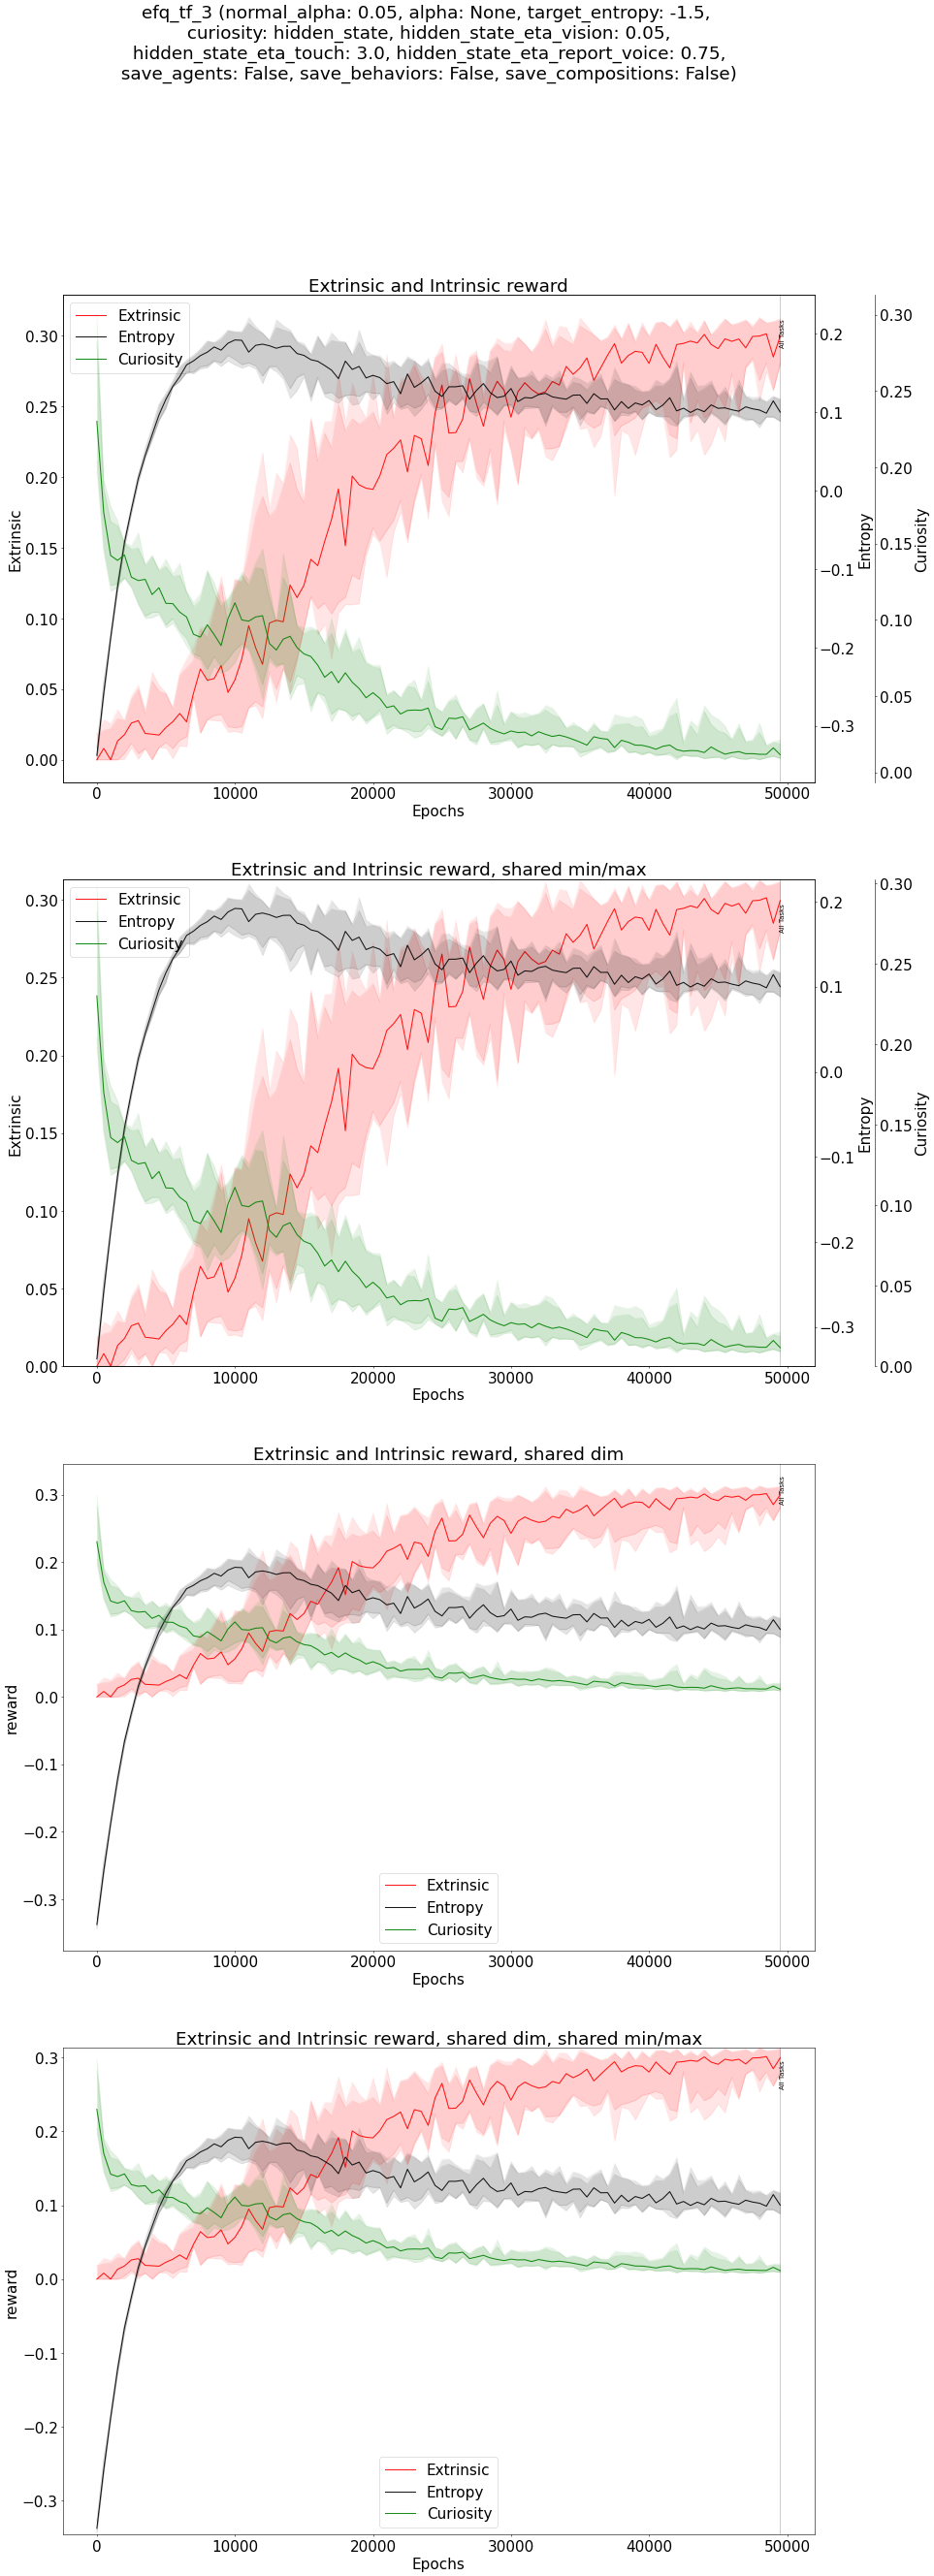 efq_tf_3 (normal_alpha: 0.05, alpha: None, target_entropy: -1.5,
curiosity: hidden_state, hidden_state_eta_vision: 0.05,
hidden_state_eta_touch: 3.0, hidden_state_eta_report_voice: 0.75,
save_agents: False, save_behaviors: False, save_compositions: False)
Extrinsic and Intrinsic reward
Extrinsic
Entropy
Curiosity
All Tasks
0.30
0.25
0.20
0.15
0.10
0.05
0.00
Extrinsic
0.2
0.1
0.0
−0.1
−0.2
−0.3
Entropy
0.30
0.25
0.20
0.15
0.10
0.05
0.00
Curiosity
0 10000 20000 30000 40000 50000
Epochs
Extrinsic and Intrinsic reward, shared min/max
Extrinsic
Entropy
Curiosity
All Tasks
0.30
0.25
0.20
0.15
0.10
0.05
0.00
Extrinsic
0.2
0.1
0.0
−0.1
−0.2
−0.3
Entropy
0.30
0.25
0.20
0.15
0.10
0.05
0.00
Curiosity
0 10000 20000 30000 40000 50000
Epochs
Extrinsic and Intrinsic reward, shared dim
All Tasks
0.3
0.2
0.1
0.0
−0.1
−0.2
−0.3
reward
Extrinsic
Entropy
Curiosity
0 10000 20000 30000 40000 50000
Epochs
Extrinsic and Intrinsic reward, shared dim, shared min/max
All Tasks
0.3
0.2
0.1
0.0
−0.1
−0.2
−0.3
reward
Extrinsic
Entropy
Curiosity
0 10000 20000 30000 40000 50000
Epochs